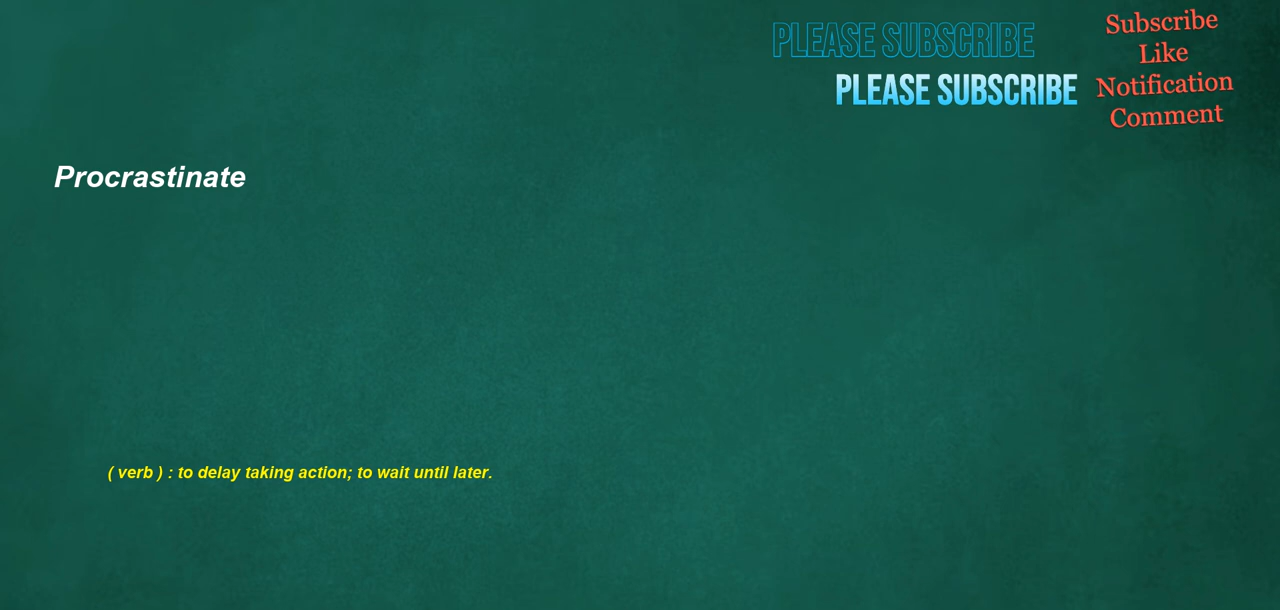 PLEASE SUBSCRIBE
PLEASE SUBSCRIBE
Subscribe
Like
Notification
Comment
Procrastinate
( verb ) : to delay taking action; to wait until later.